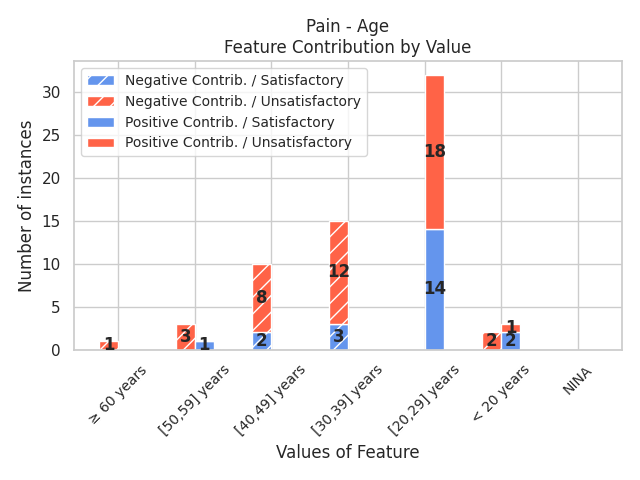 Pain - Age
Feature Contribution by Value
Negative Contrib. / Satisfactory
Negative Contrib. / Unsatisfactory
Positive Contrib. / Satisfactory
Positive Contrib. / Unsatisfactory
Number of instances
30
25
20
15
10
5
0
1
3
1
8
2
12
3
18
14
2
1
2
≥ 60 years
[50,59] years
[40,49] years
[30,39] years
[20,29] years
< 20 years
NINA
Values of Feature